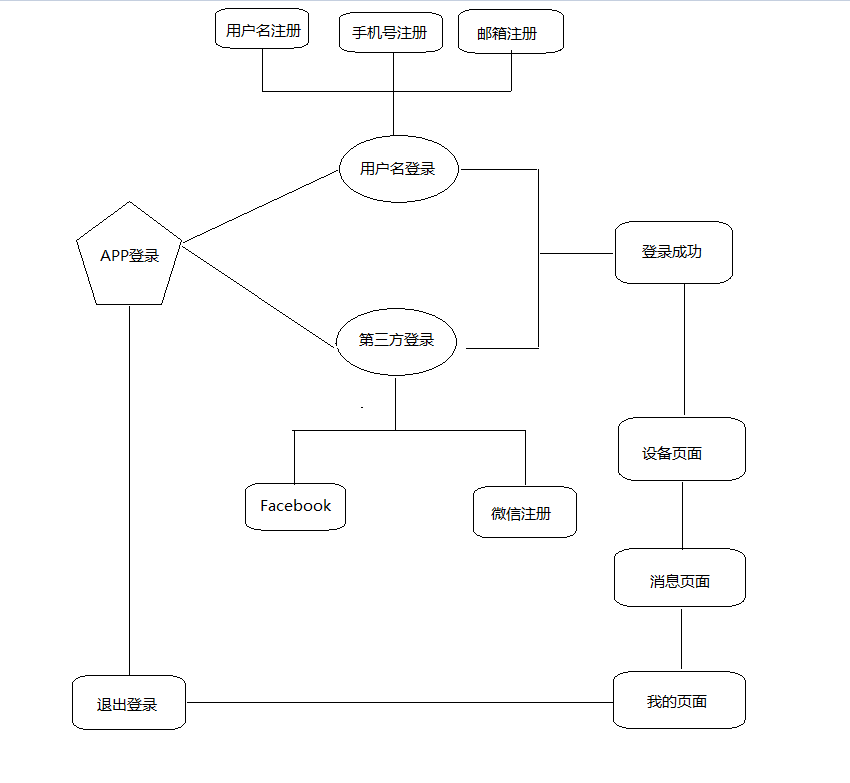 用户名注册
手机号注册
邮箱注册
用户名登录
APP登录
登录成功
第三方登录
设备页面
Facebook
微信注册
消息页面
退出登录
我的页面